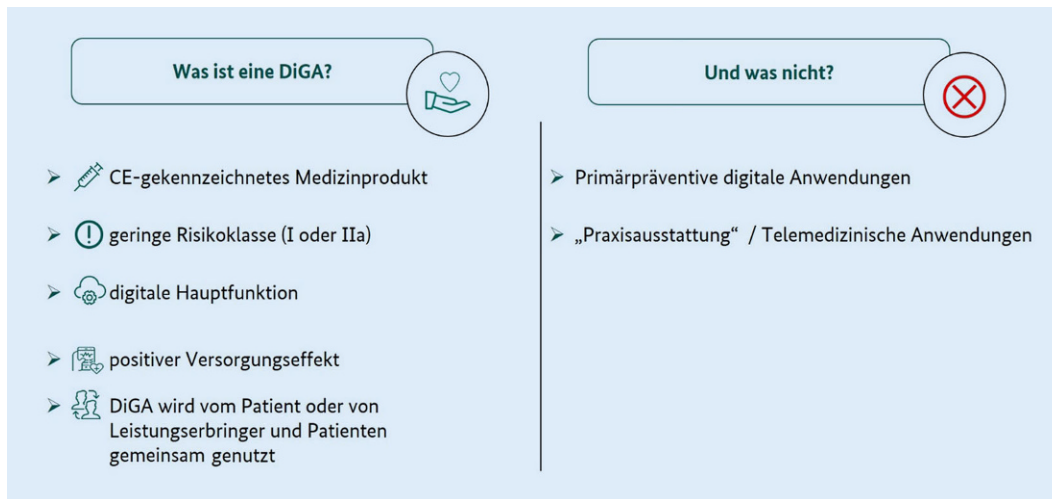 Was ist eine DiGA?
CE-gekennzeichnetes Medizinprodukt
geringe Risikoklasse (I oder IIa)
digitale Hauptfunktion
positiver Versorgungseffekt
DiGA wird vom Patient oder von
Leistungserbringer und Patienten
gemeinsam genutzt
Und was nicht?
Primärpräventive digitale Anwendungen
„Praxisausstattung“ / Telemedizinische Anwendungen